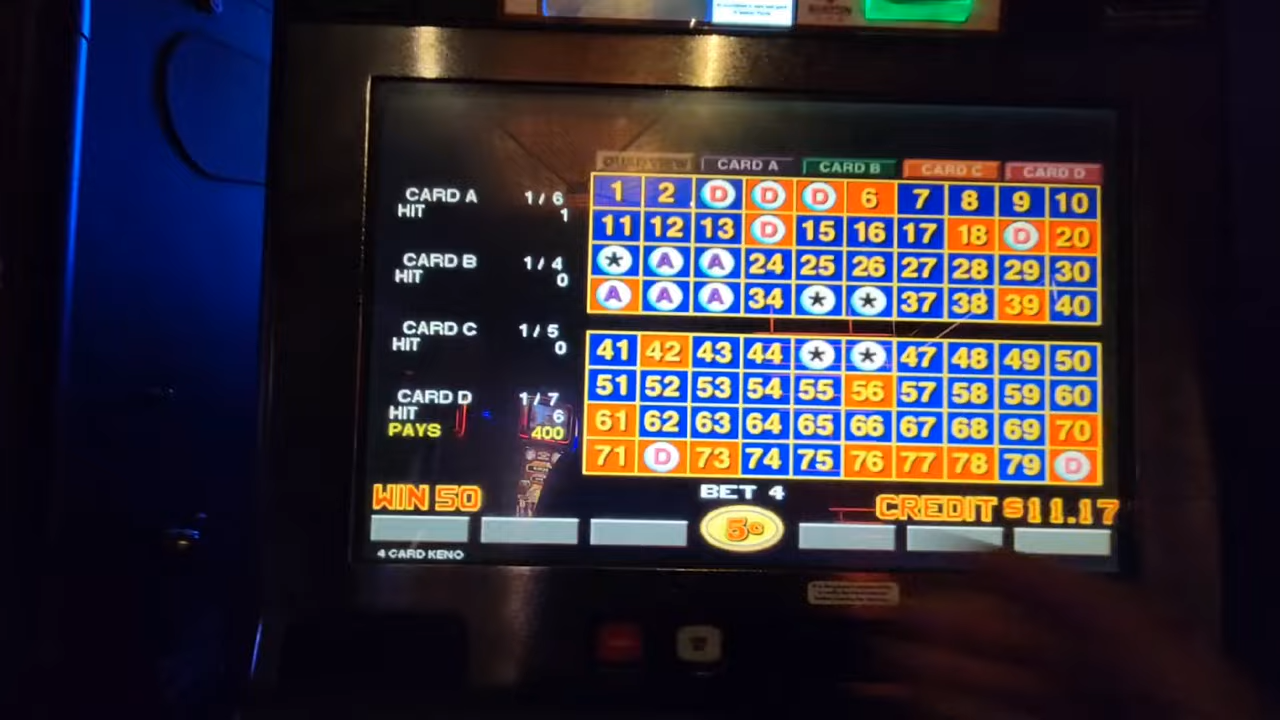 QUAD VIEW CARD A CARD B CARD C CARD D
CARD A 1/6
HIT 1
CARD B 1/4
HIT 0
CARD C 1/5
HIT 0
CARD D 1/7
HIT 6
PAYS 400
1 2 D D D 6 7 8 9 10
11 12 13 D 15 16 17 18 D 20
★ A A 24 25 26 27 28 29 30
A A A 34 ★ ★ 37 38 39 40
41 42 43 44 ★ ★ 47 48 49 50
51 52 53 54 55 56 57 58 59 60
61 62 63 64 65 66 67 68 69 70
71 D 73 74 75 76 77 78 79 D
WIN 50
BET 4
CREDIT $11.17
5¢
4 CARD KENO